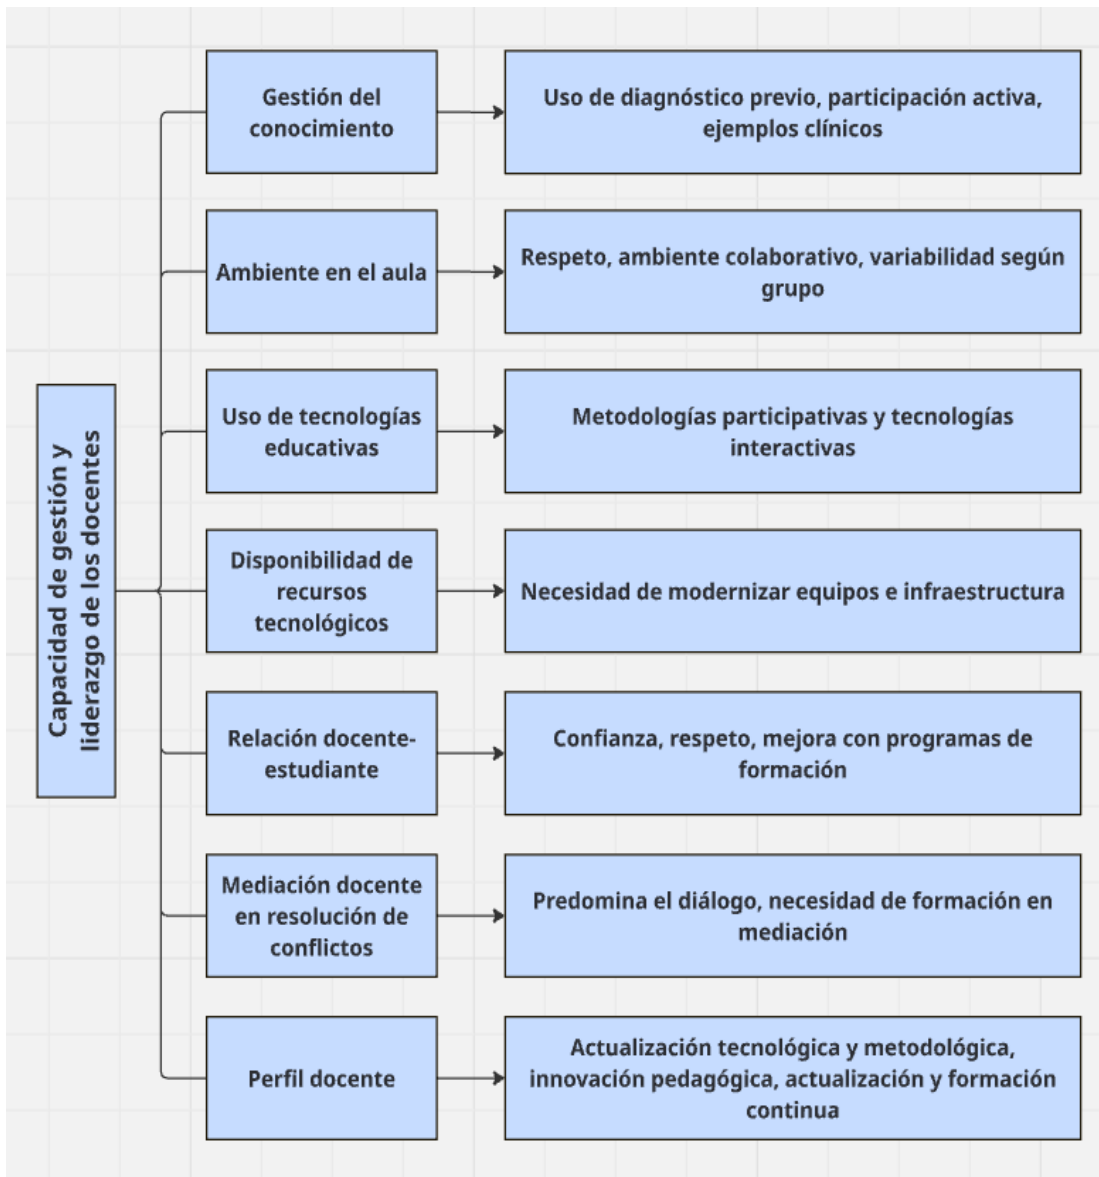 Capacidad de gestión y
liderazgo de los docentes
Gestión del
conocimiento
Uso de diagnóstico previo, participación activa,
ejemplos clínicos
Ambiente en el aula
Respeto, ambiente colaborativo, variabilidad según
grupo
Uso de tecnologías
educativas
Metodologías participativas y tecnologías
interactivas
Disponibilidad de
recursos
tecnológicos
Necesidad de modernizar equipos e infraestructura
Relación docente-
estudiante
Confianza, respeto, mejora con programas de
formación
Mediación docente
en resolución de
conflictos
Predomina el diálogo, necesidad de formación en
mediación
Perfil docente
Actualización tecnológica y metodológica,
innovación pedagógica, actualización y formación
continua